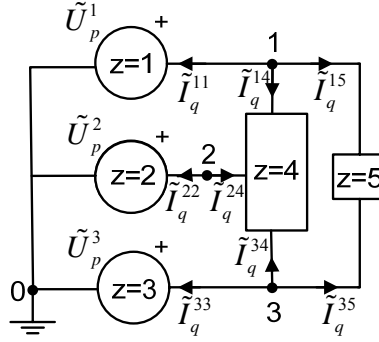 Ũ_p^1 + 1
z=1 Ĩ_q^11 Ĩ_q^14 Ĩ_q^15
Ũ_p^2 + 2
z=2 Ĩ_q^22 Ĩ_q^24 z=4 z=5
Ũ_p^3 + Ĩ_q^34
0 z=3 Ĩ_q^33 3 Ĩ_q^35